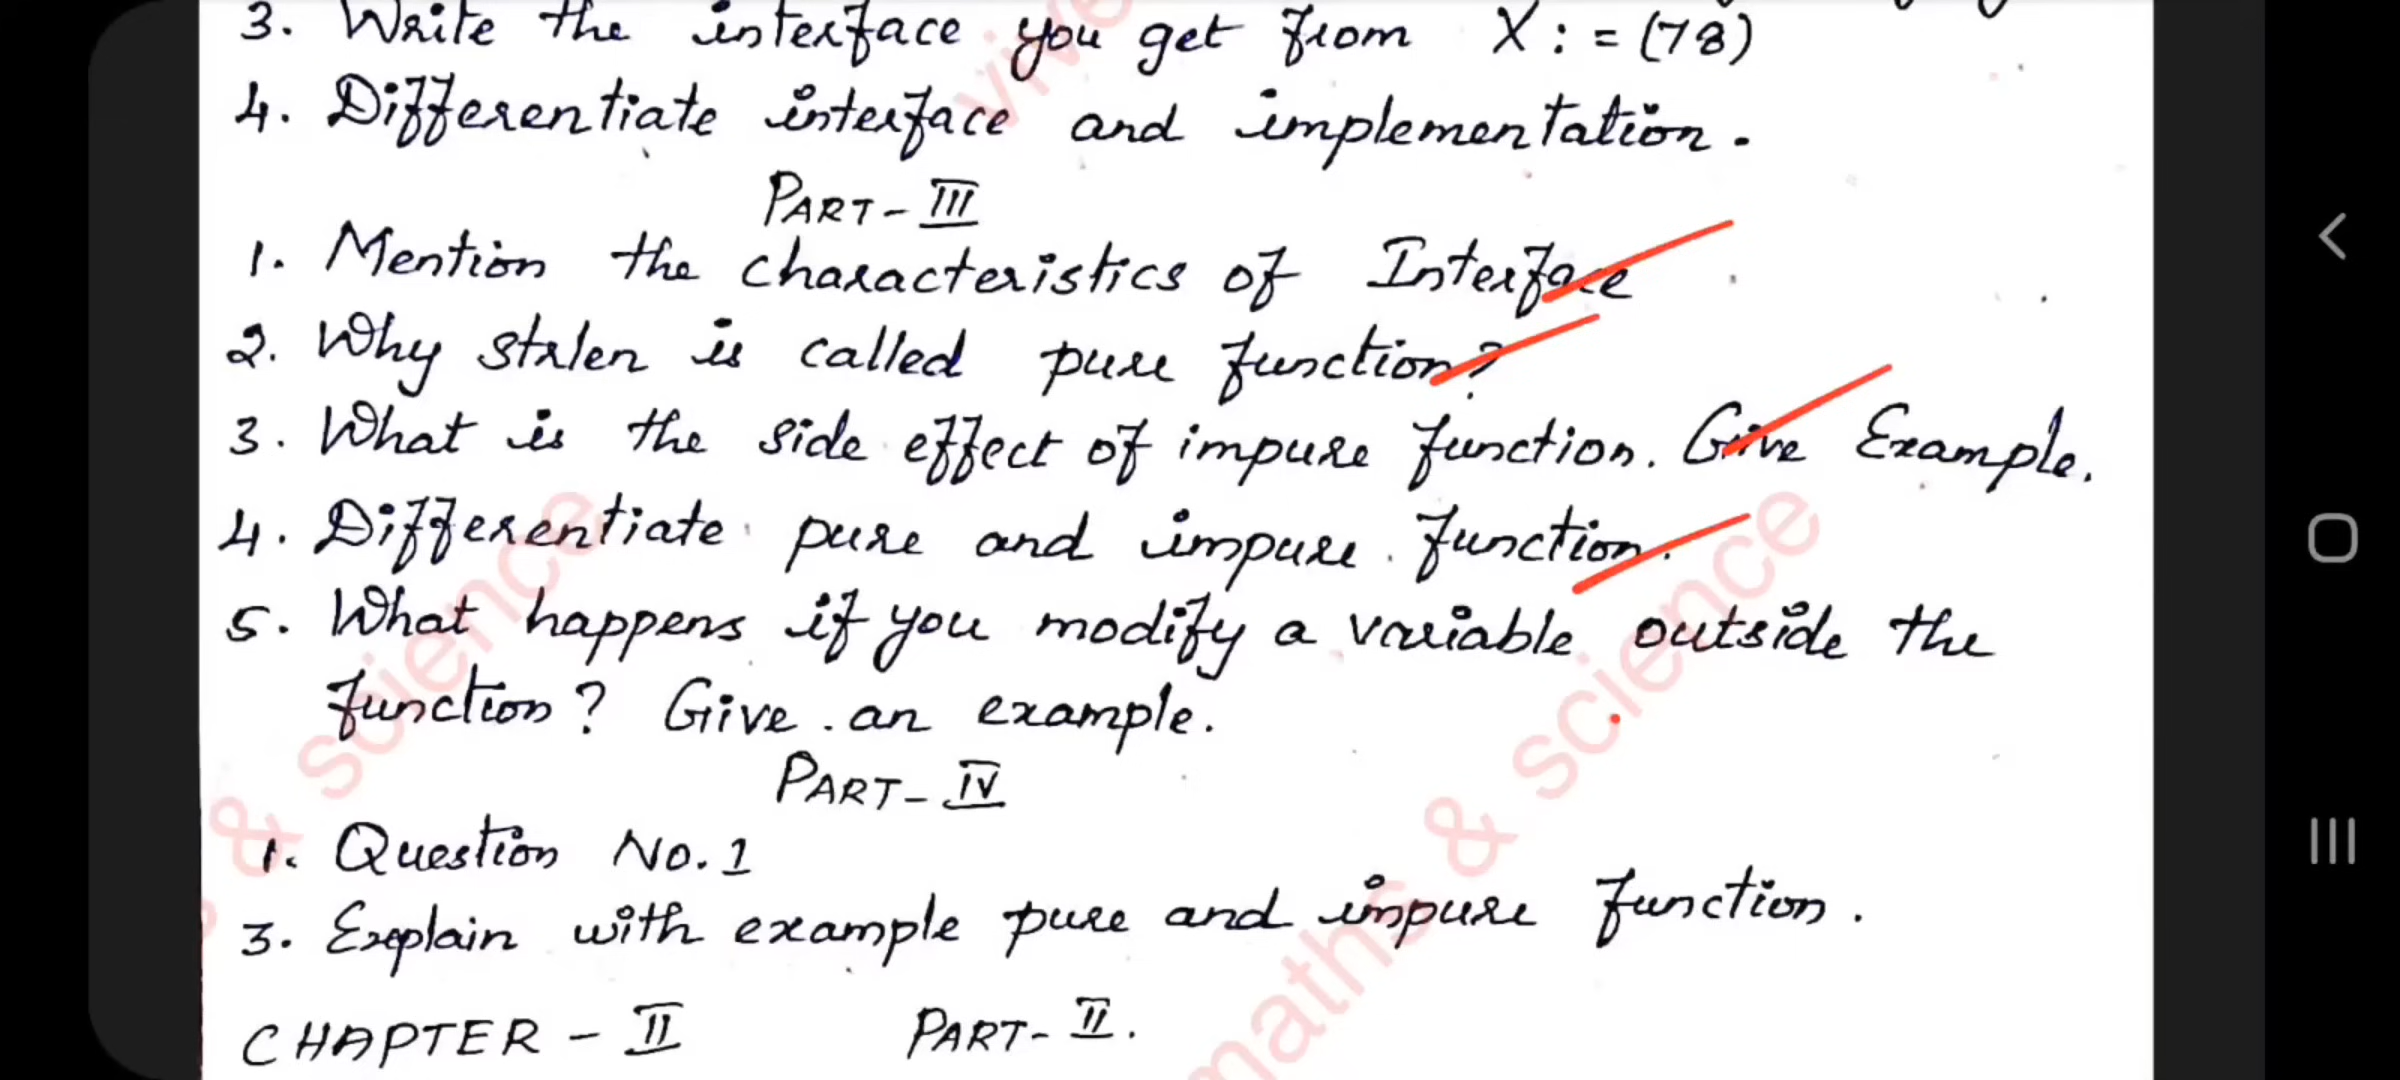 3. Write the interface you get from X : = (78)
4. Differentiate interface and implementation.
PART - III
1. Mention the characteristics of Interface
2. Why strlen is called pure function?
3. What is the side effect of impure function. Give Example.
4. Differentiate pure and impure function.
5. What happens if you modify a variable outside the
function? Give an example.
PART - IV
1. Question No. 1
3. Explain with example pure and impure function.
CHAPTER - II PART - II.
& science
maths & science